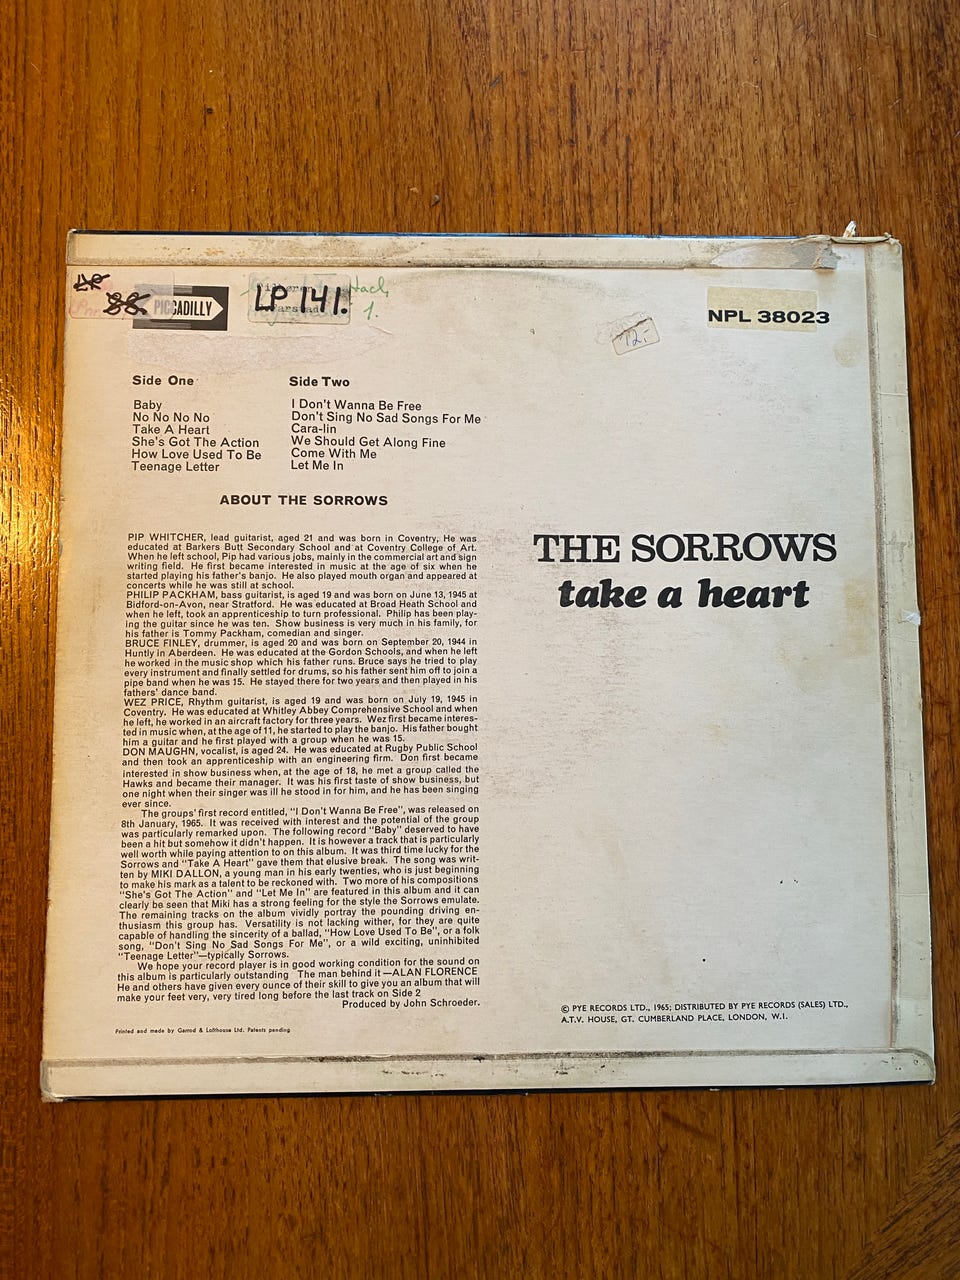 PICCADILLY
LP 141.
1.
12.-
NPL 38023
Side One
Baby
No No No No
Take A Heart
She's Got The Action
How Love Used To Be
Teenage Letter
Side Two
I Don't Wanna Be Free
Don't Sing No Sad Songs For Me
Cara-lin
We Should Get Along Fine
Come With Me
Let Me In
ABOUT THE SORROWS
PIP WHITCHER, lead guitarist, aged 21 and was born in Coventry, He was
educated at Barkers Butt Secondary School and at Coventry College of Art.
When he left school, Pip had various jobs, mainly in the commercial art and sign
writing field. He first became interested in music at the age of six when he
started playing his father's banjo. He also played mouth organ and appeared at
concerts while he was still at school.
PHILIP PACKHAM, bass guitarist, is aged 19 and was born on June 13, 1945 at
Bidford-on-Avon, near Stratford. He was educated at Broad Heath School and
when he left, took an apprenticeship to turn professional. Philip has been play-
ing the guitar since he was ten. Show business is very much in his family, for
his father is Tommy Packham, comedian and singer.
BRUCE FINLEY, drummer, is aged 20 and was born on September 20, 1944 in
Huntly in Aberdeen. He was educated at the Gordon Schools, and when he left
he worked in the music shop which his father runs. Bruce says he tried to play
every instrument and finally settled for drums, so his father sent him off to join a
pipe band when he was 15. He stayed there for two years and then played in his
fathers' dance band.
WEZ PRICE, Rhythm guitarist, is aged 19 and was born on July 19, 1945 in
Coventry. He was educated at Whitley Abbey Comprehensive School and when
he left, he worked in an aircraft factory for three years. Wez first became interes-
ted in music when, at the age of 11, he started to play the banjo. His father bought
him a guitar and he first played with a group when he was 15.
DON MAUGHN, vocalist, is aged 24. He was educated at Rugby Public School
and then took an apprenticeship with an engineering firm. Don first became
interested in show business when, at the age of 18, he met a group called the
Hawks and became their manager. It was his first taste of show business, but
one night when their singer was ill he stood in for him, and he has been singing
ever since.
The groups' first record entitled, "I Don't Wanna Be Free", was released on
8th January, 1965. It was received with interest and the potential of the group
was particularly remarked upon. The following record "Baby" deserved to have
been a hit but somehow it didn't happen. It is however a track that is particularly
well worth while paying attention to on this album. It was third time lucky for the
Sorrows and "Take A Heart" gave them that elusive break. The song was writ-
ten by MIKI DALLON, a young man in his early twenties, who is just beginning
to make his mark as a talent to be reckoned with. Two more of his compositions
"She's Got The Action" and "Let Me In" are featured in this album and it can
clearly be seen that Miki has a strong feeling for the style the Sorrows emulate.
The remaining tracks on the album vividly portray the pounding driving en-
thusiasm this group has. Versatility is not lacking wither, for they are quite
capable of handling the sincerity of a ballad, "How Love Used To Be", or a folk
song, "Don't Sing No Sad Songs For Me", or a wild exciting, uninhibited
"Teenage Letter"—typically Sorrows.
We hope your record player is in good working condition for the sound on
this album is particularly outstanding The man behind it—ALAN FLORENCE
He and others have given every ounce of their skill to give you an album that will
make your feet very, very tired long before the last track on Side 2
Produced by John Schroeder.
Printed and made by Garrod & Lofthouse Ltd. Patents pending
THE SORROWS
take a heart
© PYE RECORDS LTD., 1965; DISTRIBUTED BY PYE RECORDS (SALES) LTD.,
A.T.V. HOUSE, GT. CUMBERLAND PLACE, LONDON, W.I.